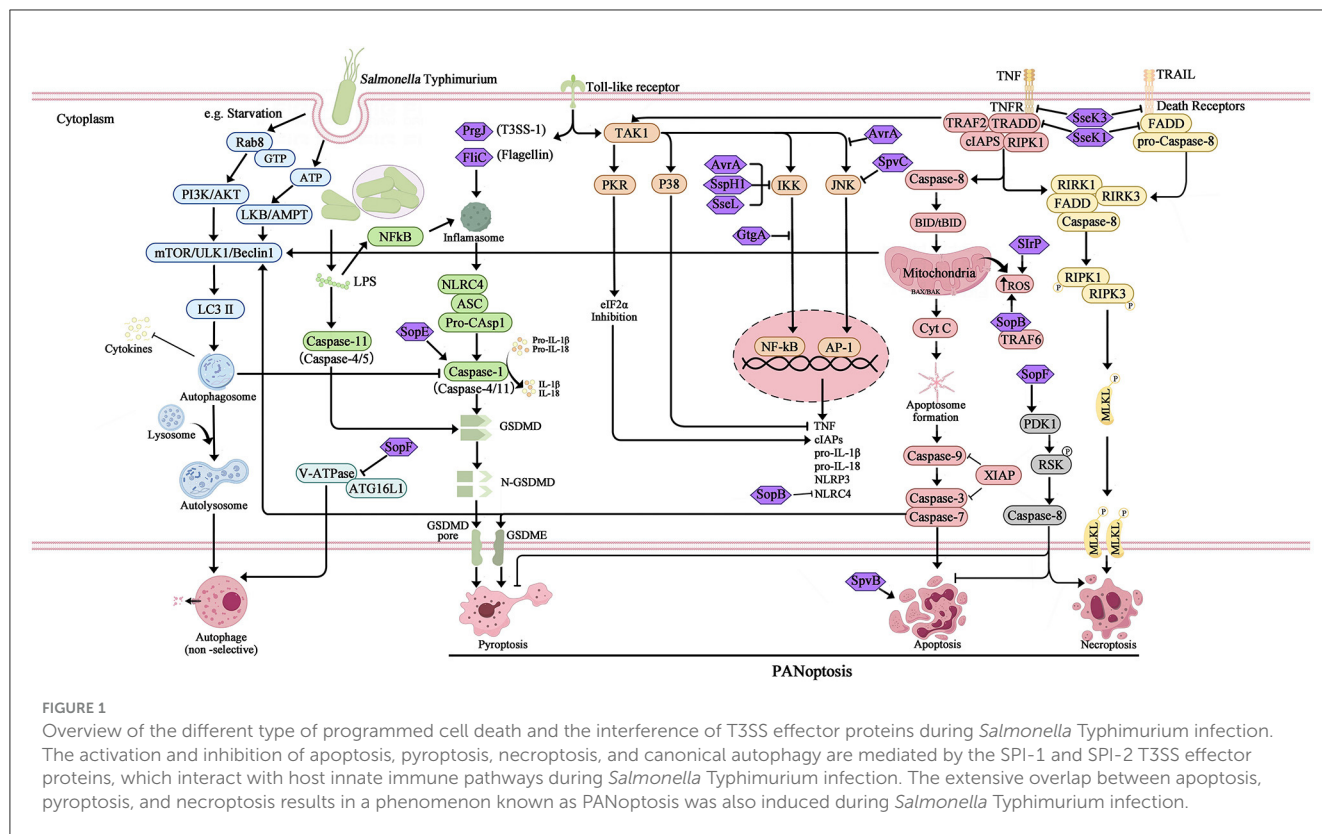 Salmonella Typhimurium
Toll-like receptor
TNF
TRAIL
Cytoplasm
e.g. Starvation
Rab8
GTP
ATP
PI3K/AKT
LKB/AMPT
mTOR/ULK1/Beclin1
LC3 II
Cytokines
Autophagosome
Lysosome
Autolysosome
Autophage
(non -selective)
LPS
NFkB
Caspase-11
(Caspase-4/5)
V-ATPase
ATG16L1
SopF
PrgJ
(T3SS-1)
FliC
(Flagellin)
Inflamasome
NLRC4
ASC
Pro-CAsp1
SopE
Caspase-1
(Caspase-4/11)
Pro-IL-1β
Pro-IL-18
IL-1β
IL-18
GSDMD
N-GSDMD
GSDMD
pore
GSDME
Pyroptosis
TAK1
PKR
P38
IKK
JNK
AvrA
SspH1
SseL
AvrA
SpvC
GtgA
eIF2α
Inhibition
NF-kB
AP-1
TNF
cIAPs
pro-IL-1β
pro-IL-18
NLRP3
NLRC4
SopB
TNFR
TRAF2
TRADD
cIAPS
RIPK1
SseK3
SseK1
Death Receptors
FADD
pro-Caspase-8
Caspase-8
BID/tBID
Mitochondria
BAX/BAK
Cyt C
Apoptosome
formation
Caspase-9
XIAP
Caspase-3
Caspase-7
SpvB
Apoptosis
SIrP
ROS
SopB
TRAF6
SopF
PDK1
RSK
P
Caspase-8
RIRK1
RIRK3
FADD
Caspase-8
RIPK1
P
RIPK3
P
MLKL
P
MLKL
P
MLKL
P
Necroptosis
PANoptosis
FIGURE 1
Overview of the different type of programmed cell death and the interference of T3SS effector proteins during Salmonella Typhimurium infection.
The activation and inhibition of apoptosis, pyroptosis, necroptosis, and canonical autophagy are mediated by the SPI-1 and SPI-2 T3SS effector
proteins, which interact with host innate immune pathways during Salmonella Typhimurium infection. The extensive overlap between apoptosis,
pyroptosis, and necroptosis results in a phenomenon known as PANoptosis was also induced during Salmonella Typhimurium infection.